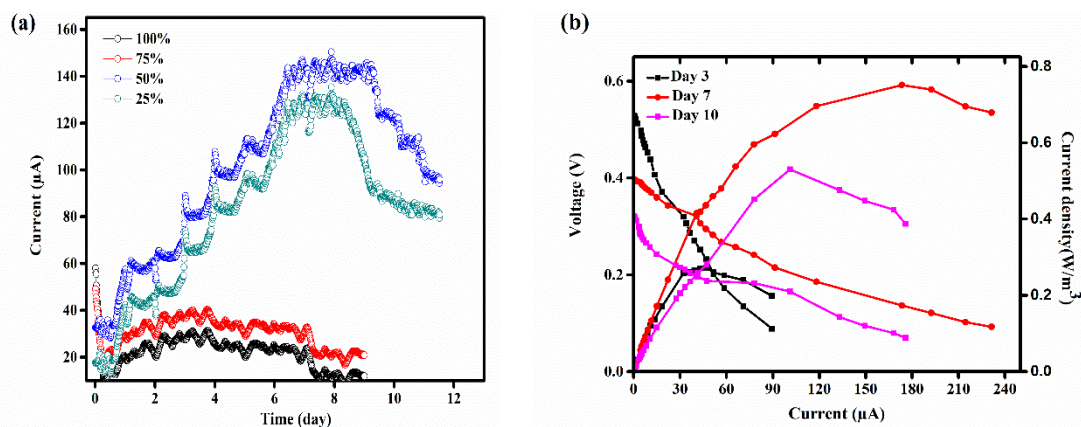 (a)
160
140
120
100
80
60
40
20
Current (µA)
100%
75%
50%
25%
0 2 4 6 8 10 12
Time (day)
(b)
0.6
0.4
0.2
0.0
Voltage (V)
Day 3
Day 7
Day 10
0 30 60 90 120 150 180 210 240
Current (µA)
0.8
0.6
0.4
0.2
0.0
Current density(W/m³)